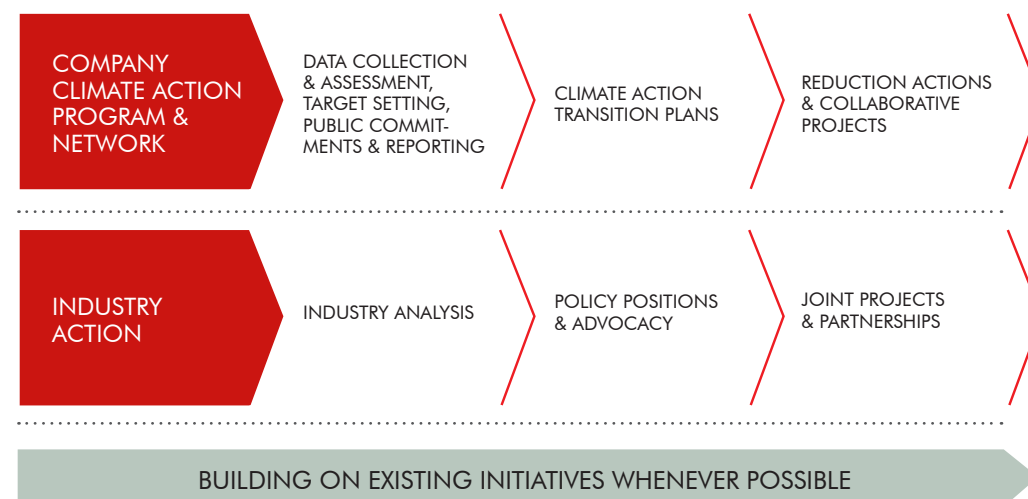 COMPANY
CLIMATE ACTION
PROGRAM &
NETWORK
DATA COLLECTION
& ASSESSMENT,
TARGET SETTING,
PUBLIC COMMIT-
MENTS & REPORTING
CLIMATE ACTION
TRANSITION PLANS
REDUCTION ACTIONS
& COLLABORATIVE
PROJECTS
INDUSTRY
ACTION
INDUSTRY ANALYSIS
POLICY POSITIONS
& ADVOCACY
JOINT PROJECTS
& PARTNERSHIPS
BUILDING ON EXISTING INITIATIVES WHENEVER POSSIBLE